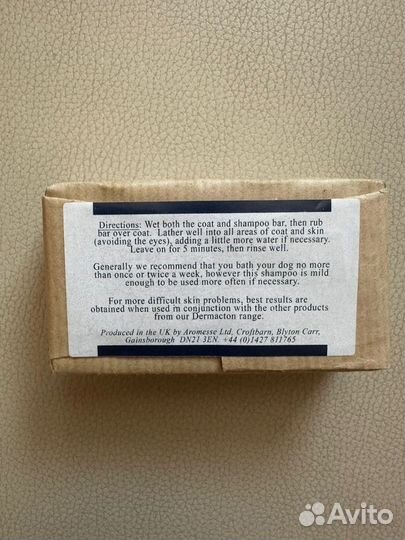 Directions: Wet both the coat and shampoo bar, then rub
bar over coat. Lather well into all areas of coat and skin
(avoiding the eyes), adding a little more water if necessary.
Leave on for 5 minutes, then rinse well.
Generally we recommend that you bath your dog no more
than once or twice a week, however this shampoo is mild
enough to be used more often if necessary.
For more difficult skin problems, best results are
obtained when used in conjunction with the other products
from our Dermacton range.
Produced in the UK by Aromesse Ltd, Croftbarn, Blyton Carr,
Gainsborough DN21 3EN. +44 (0)1427 811765
Avito